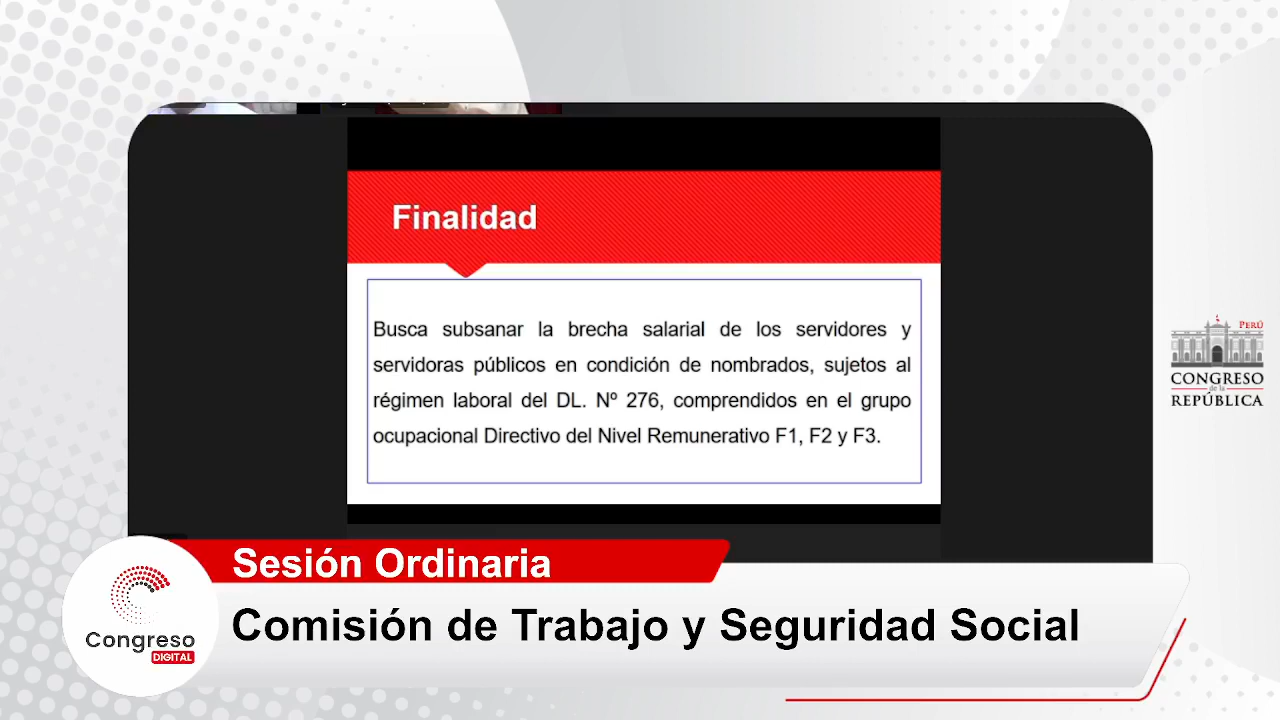 Finalidad
Busca subsanar la brecha salarial de los servidores y
servidoras públicos en condición de nombrados, sujetos al
régimen laboral del DL. Nº 276, comprendidos en el grupo
ocupacional Directivo del Nivel Remunerativo F1, F2 y F3.
PERÚ
CONGRESO
de la
REPÚBLICA
Sesión Ordinaria
Comisión de Trabajo y Seguridad Social
Congreso
DIGITAL